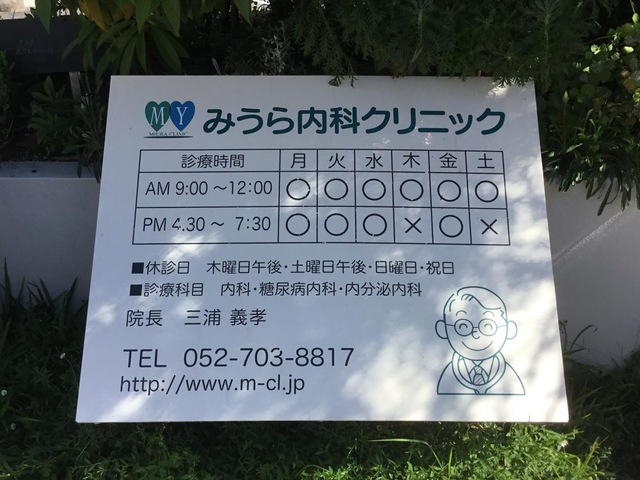 MY
MIURA CLINIC
みうら内科クリニック
診療時間 月 火 水 木 金 土
AM 9:00 ～12:00 ○ ○ ○ ○ ○ ○
PM 4.30 ～ 7:30 ○ ○ ○ × ○ ×
■休診日 木曜日午後・土曜日午後・日曜日・祝日
■診療科目 内科・糖尿病内科・内分泌内科
院長 三浦 義孝
TEL 052-703-8817
http://www.m-cl.jp